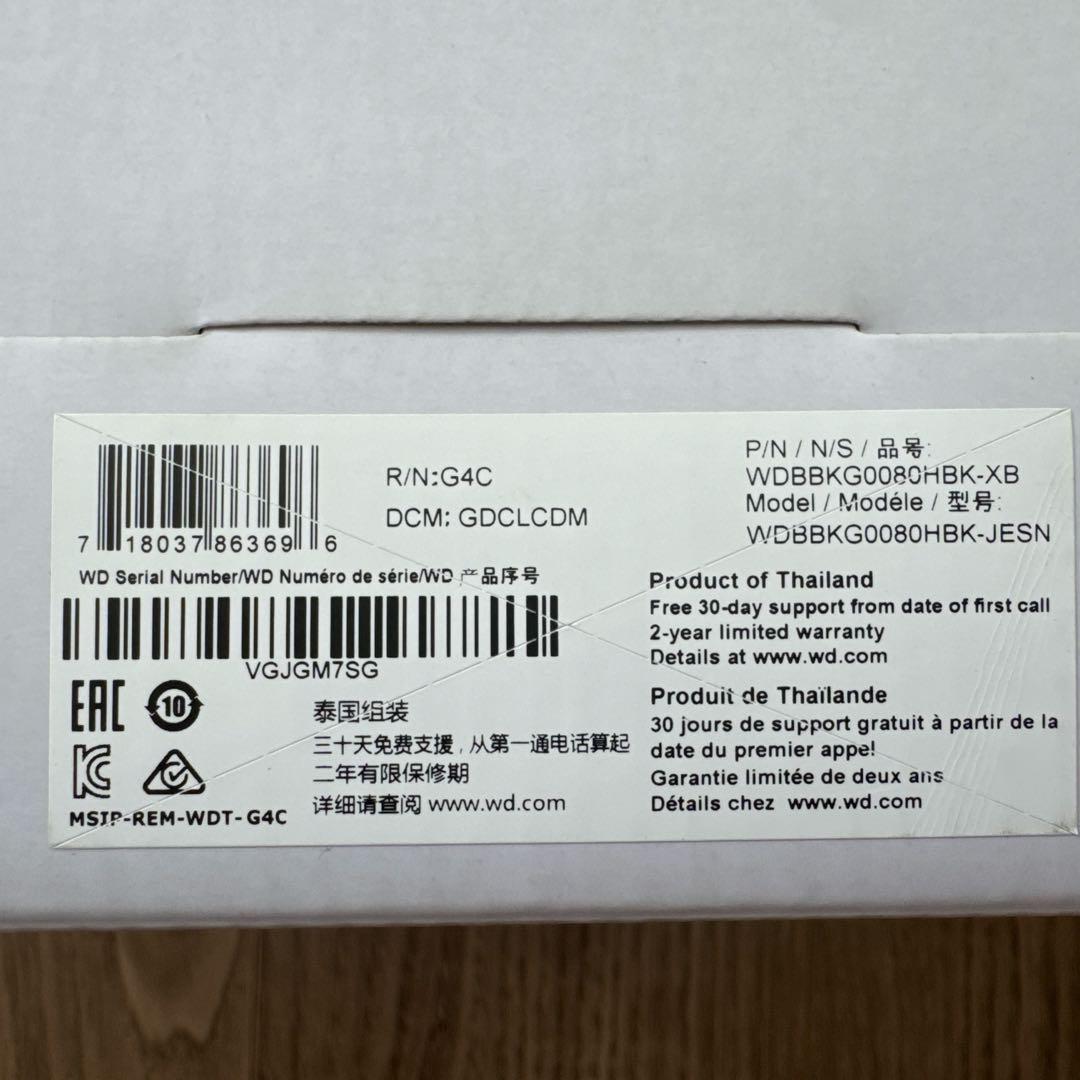 7 18037 86369 6
R/N:G4C
DCM: GDCLCDM
P/N / N/S / 品号:
WDBBKG0080HBK-XB
Model / Modéle / 型号:
WDBBKG0080HBK-JESN
WD Serial Number/WD Numéro de série/WD 产品序号
VGJGM7SG
EAC
10
KC
MSIP-REM-WDT-G4C
泰国组装
三十天免费支援,从第一通电话算起
二年有限保修期
详细请查阅 www.wd.com
Product of Thailand
Free 30-day support from date of first call
2-year limited warranty
Details at www.wd.com
Produit de Thaïlande
30 jours de support gratuit à partir de la
date du premier appel
Garantie limitée de deux ans
Détails chez www.wd.com